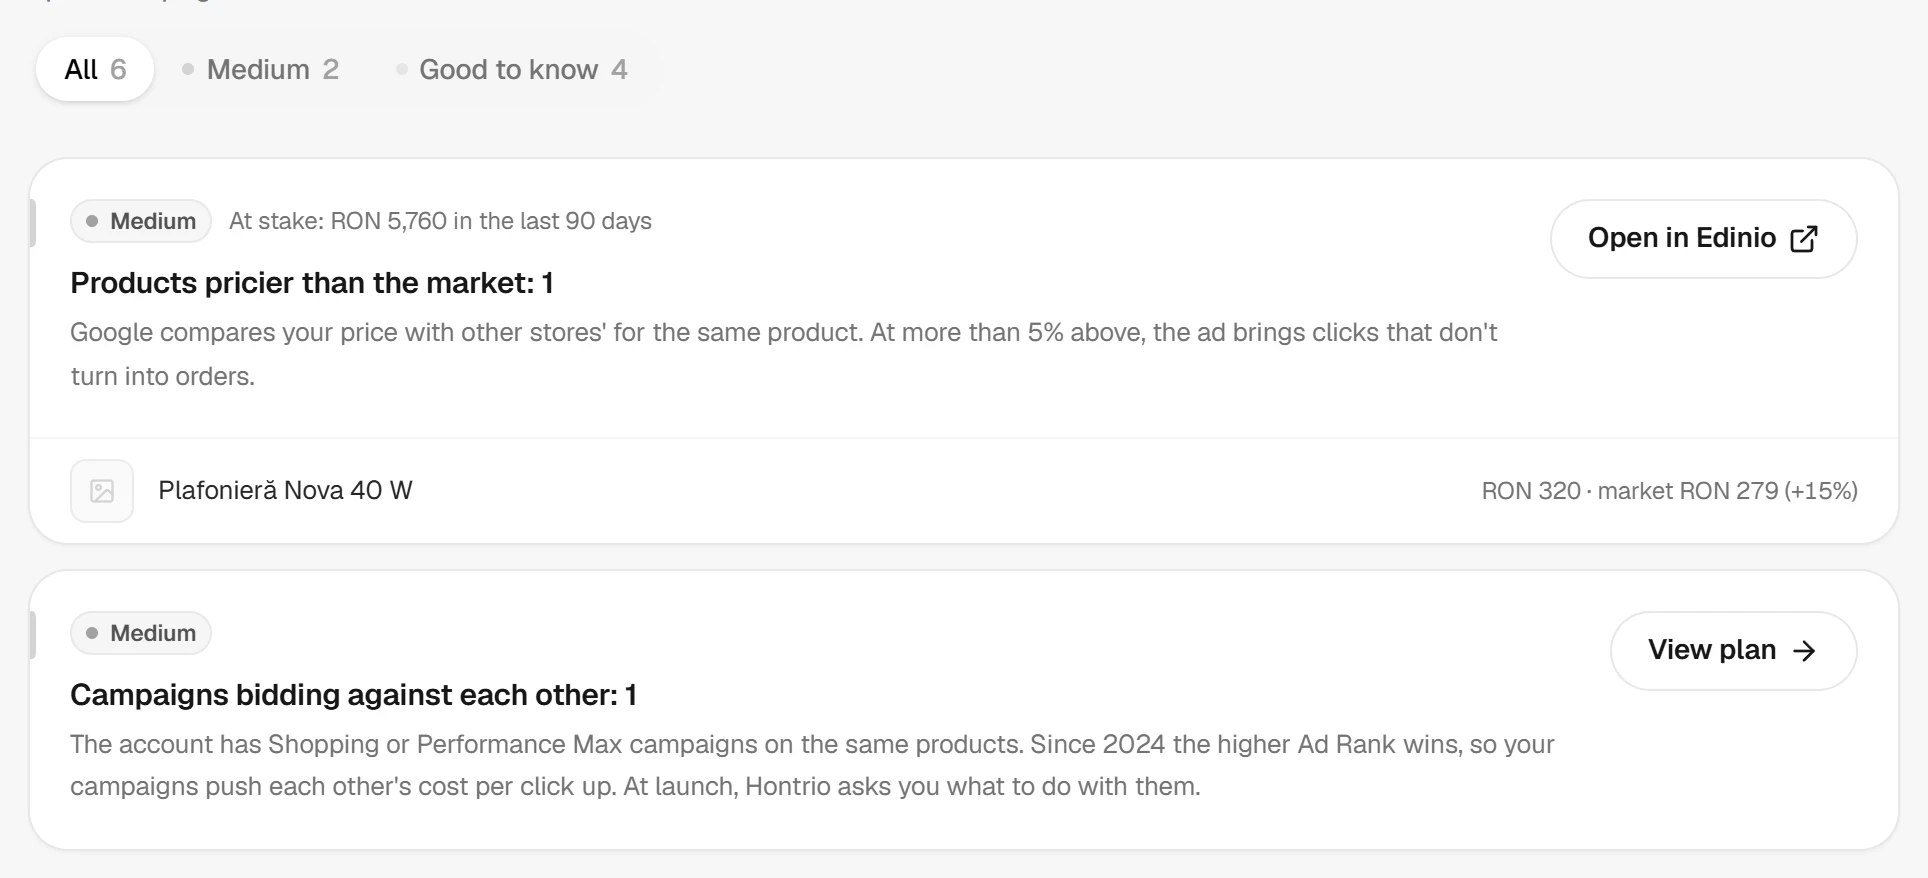 All 6
Medium 2
Good to know 4
Medium
At stake: RON 5,760 in the last 90 days
Open in Edinio
Products pricier than the market: 1
Google compares your price with other stores' for the same product. At more than 5% above, the ad brings clicks that don't
turn into orders.
Plafonieră Nova 40 W
RON 320 · market RON 279 (+15%)
Medium
View plan
Campaigns bidding against each other: 1
The account has Shopping or Performance Max campaigns on the same products. Since 2024 the higher Ad Rank wins, so your
campaigns push each other's cost per click up. At launch, Hontrio asks you what to do with them.